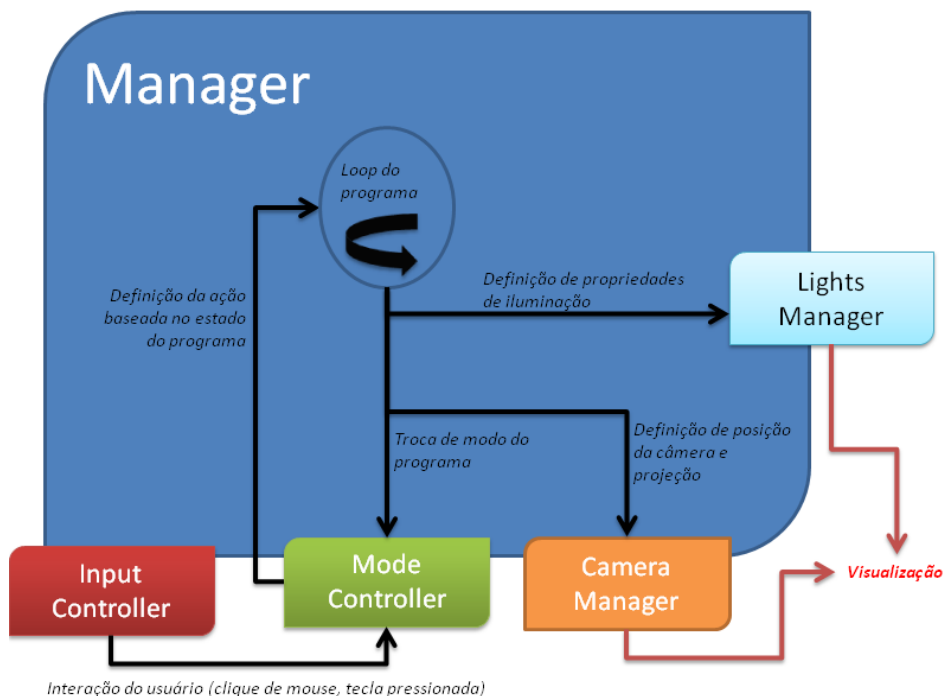 Manager
Loop do
programa
Definição de propriedades
de iluminação
Lights
Manager
Definição da ação
baseada no estado
do programa
Troca de modo do
programa
Definição de posição
da câmera e
projeção
Input
Controller
Mode
Controller
Camera
Manager
Visualização
Interação do usuário (clique de mouse, tecla pressionada)